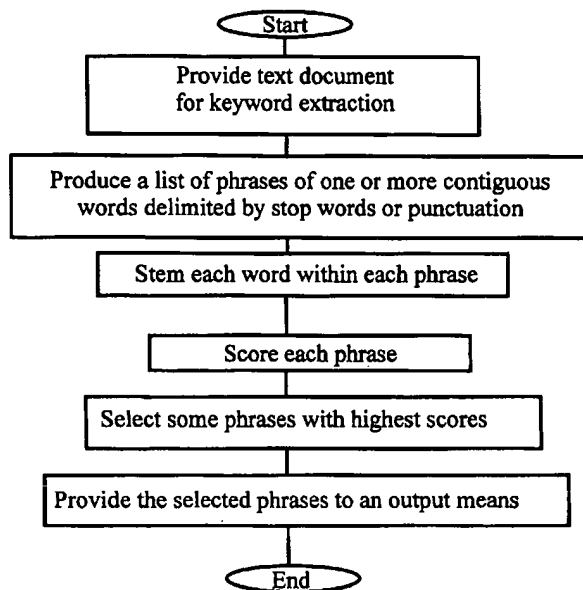 Start
Provide text document
for keyword extraction
Produce a list of phrases of one or more contiguous
words delimited by stop words or punctuation
Stem each word within each phrase
Score each phrase
Select some phrases with highest scores
Provide the selected phrases to an output means
End